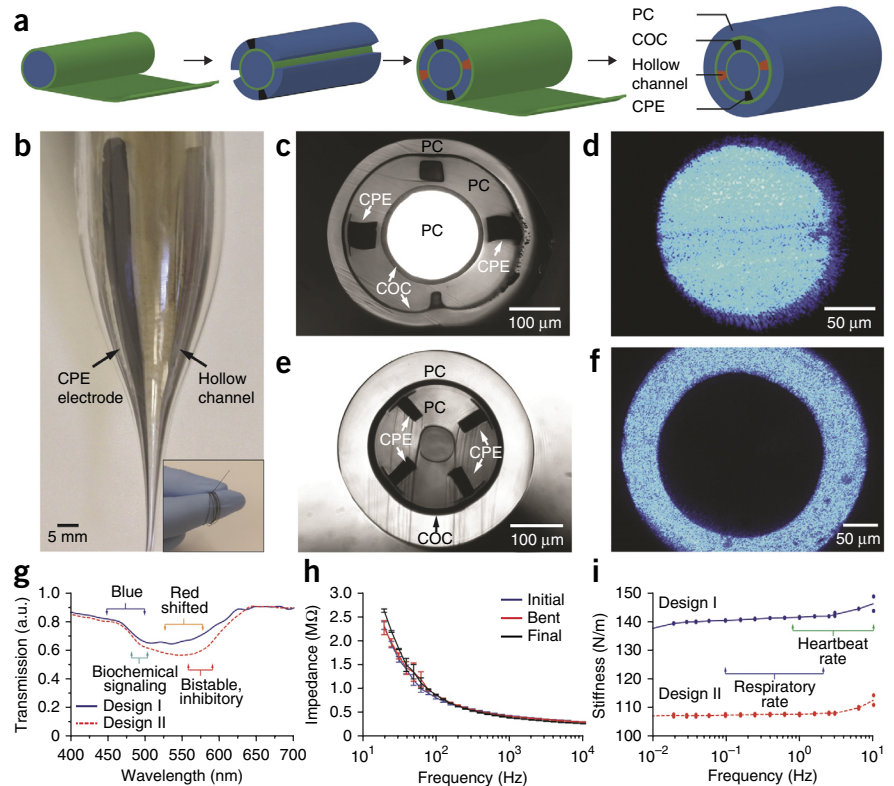 a
PC
COC
Hollow
channel
CPE
b
CPE
electrode
Hollow
channel
5 mm
c
PC
PC
CPE
PC
CPE
COC
100 μm
d
50 μm
e
PC
PC
CPE
CPE
COC
100 μm
f
50 μm
g
Transmission (a.u.)
1.0
0.8
0.6
0.4
0.2
0
Blue
Red
shifted
Biochemical
signaling
Bistable,
inhibitory
Design I
Design II
400 450 500 550 600 650 700
Wavelength (nm)
h
Impedance (MΩ)
3.0
2.5
2.0
1.5
1.0
0.5
0
Initial
Bent
Final
10¹ 10² 10³ 10⁴
Frequency (Hz)
i
Stiffness (N/m)
150
140
130
120
110
100
Design I
Heartbeat
rate
Respiratory
rate
Design II
10⁻² 10⁻¹ 10⁰ 10¹
Frequency (Hz)